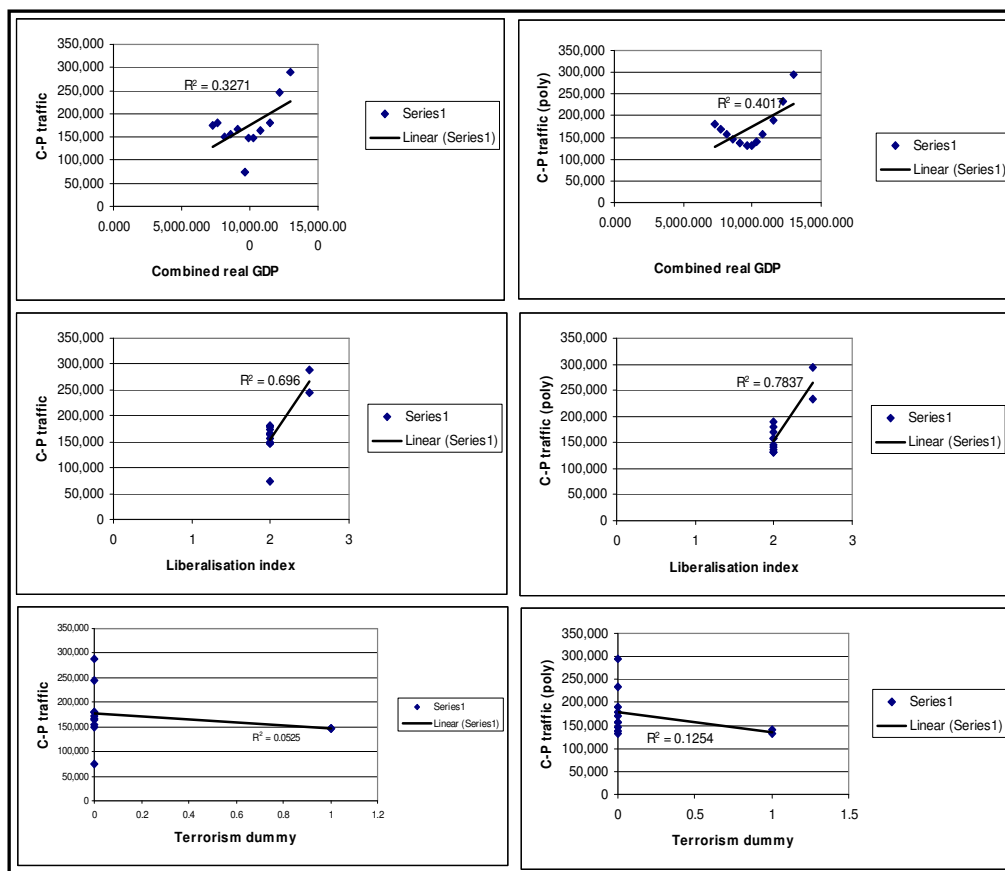 350,000
300,000
250,000
200,000
150,000
100,000
50,000
0
C-P traffic
R² = 0.3271
Series1
Linear (Series1)
0.000
5,000.000
10,000.00
0
15,000.00
0
Combined real GDP
350,000
300,000
250,000
200,000
150,000
100,000
50,000
0
C-P traffic (poly)
R² = 0.4017
Series1
Linear (Series1)
0.000
5,000.000
10,000.00
0
15,000.00
0
Combined real GDP
350,000
300,000
250,000
200,000
150,000
100,000
50,000
0
C-P traffic
R² = 0.696
Series1
Linear (Series1)
0
1
2
3
Liberalisation index
350,000
300,000
250,000
200,000
150,000
100,000
50,000
0
C-P traffic (poly)
R² = 0.7837
Series1
Linear (Series1)
0
1
2
3
Liberalisation index
350,000
300,000
250,000
200,000
150,000
100,000
50,000
0
C-P traffic
R² = 0.0525
Series1
Linear (Series1)
0
0.2
0.4
0.6
0.8
1
1.2
Terrorism dummy
350,000
300,000
250,000
200,000
150,000
100,000
50,000
0
C-P traffic (poly)
R² = 0.1254
Series1
Linear (Series1)
0
0.5
1
1.5
Terrorism dummy